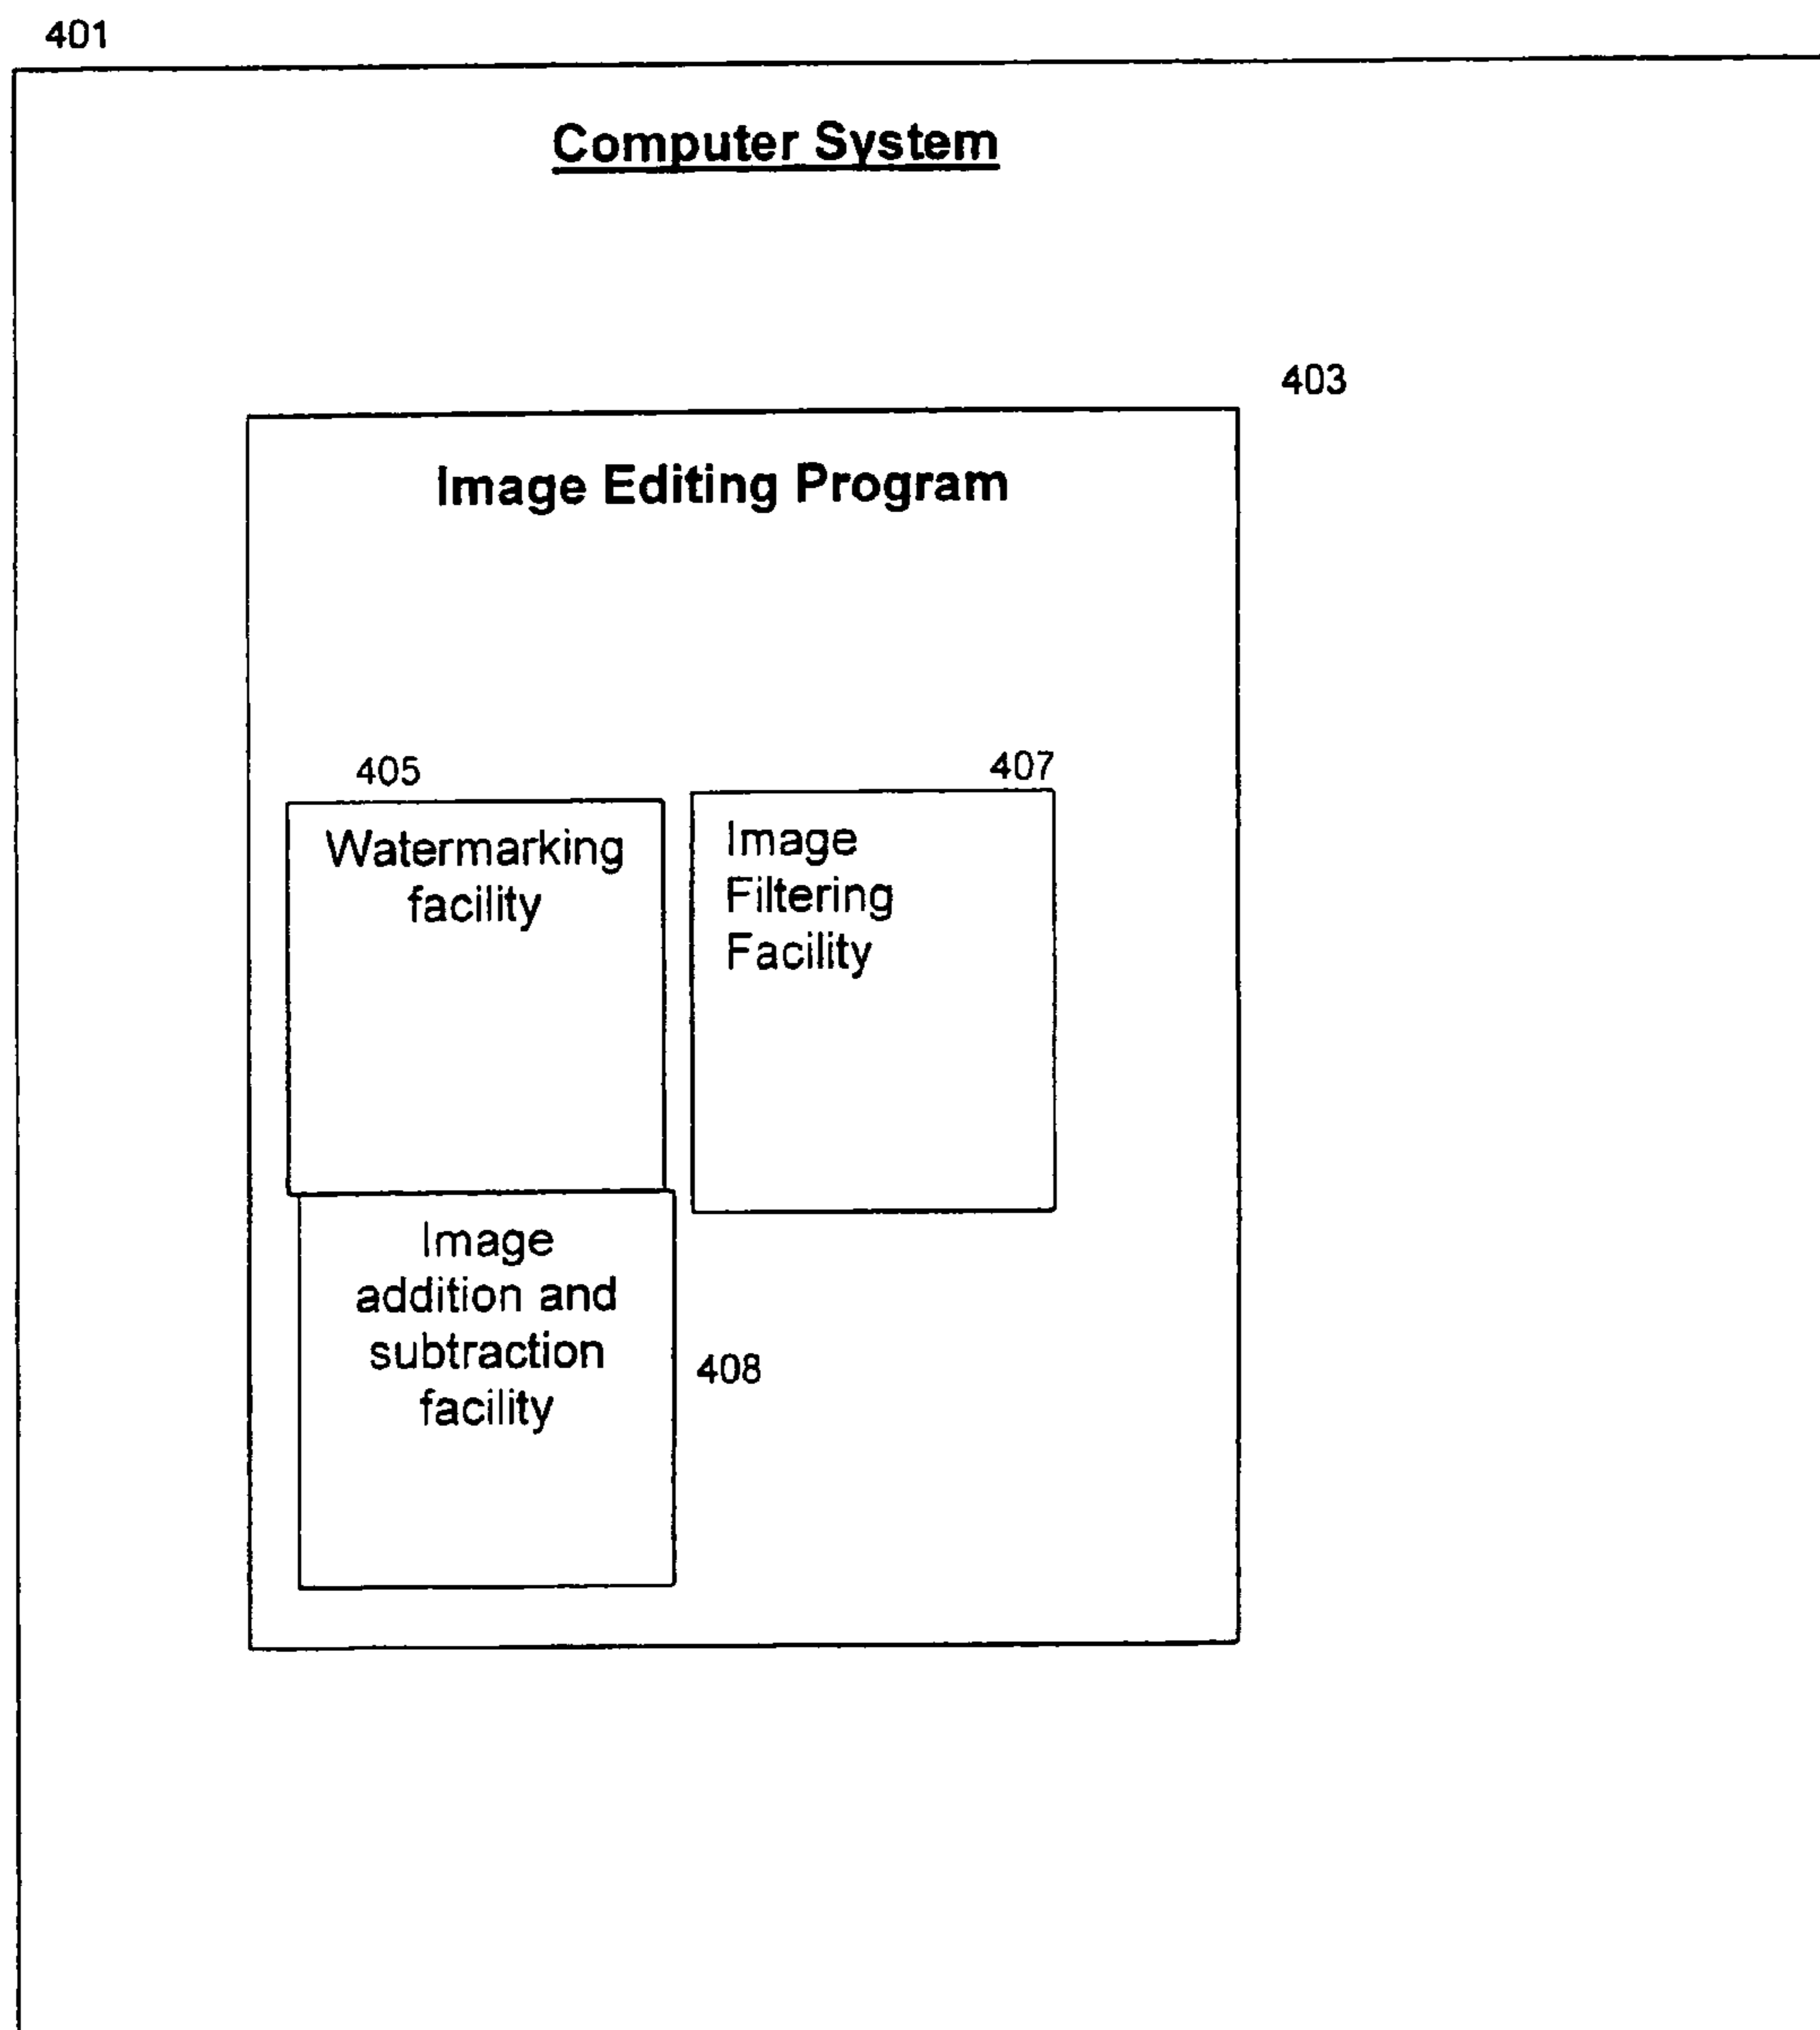 401
Computer System
403
Image Editing Program
405
407
Watermarking
facility
Image
Filtering
Facility
Image
addition and
subtraction
facility
408